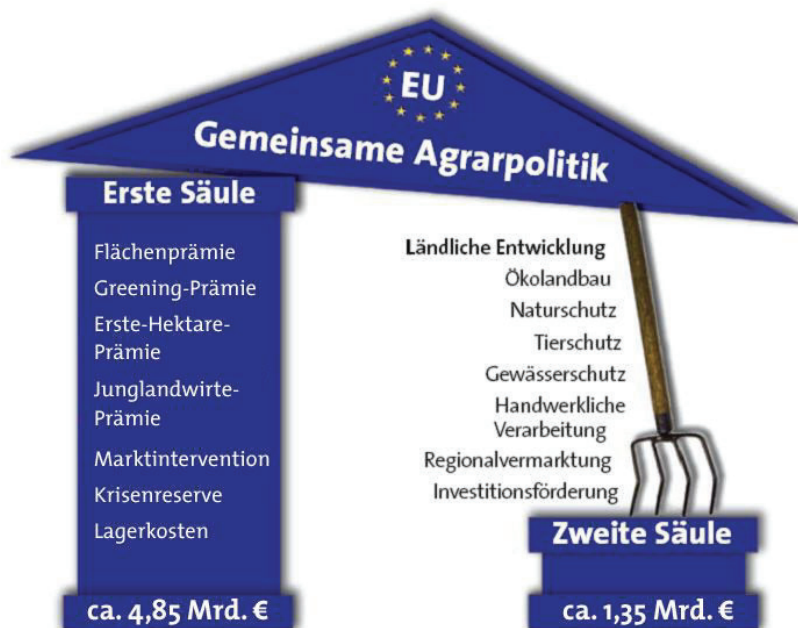 EU
Gemeinsame Agrarpolitik
Erste Säule
Flächenprämie
Greening-Prämie
Erste-Hektare-
Prämie
Junglandwirte-
Prämie
Marktintervention
Krisenreserve
Lagerkosten
ca. 4,85 Mrd. €
Ländliche Entwicklung
Ökolandbau
Naturschutz
Tierschutz
Gewässerschutz
Handwerkliche
Verarbeitung
Regionalvermarktung
Investitionsförderung
Zweite Säule
ca. 1,35 Mrd. €